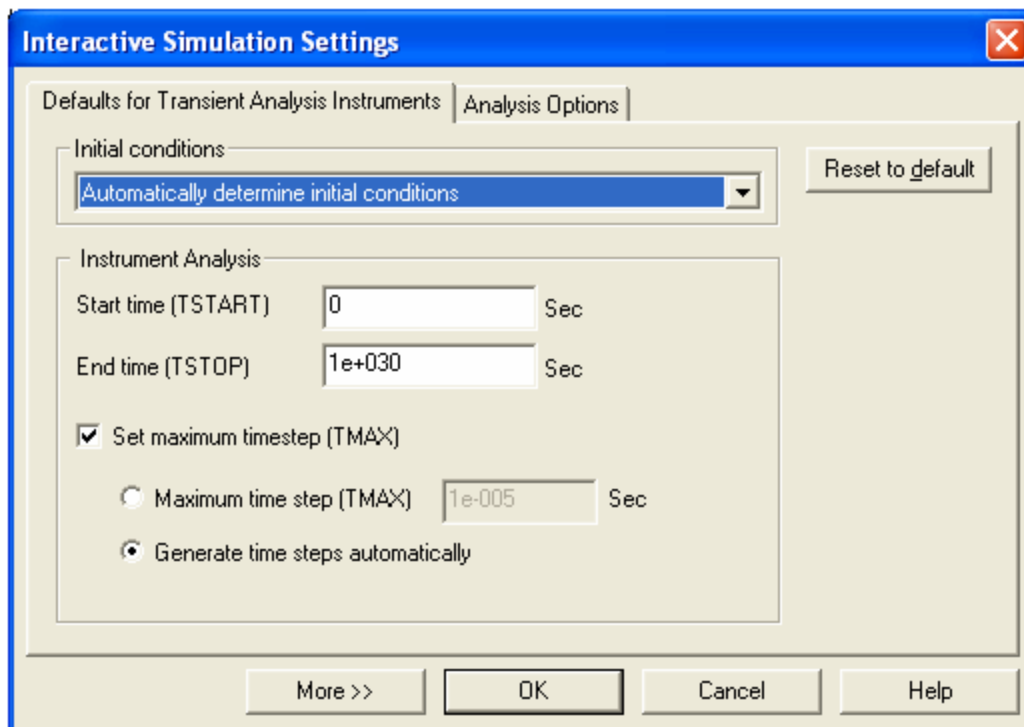 Interactive Simulation Settings
Defaults for Transient Analysis Instruments
Analysis Options
Initial conditions
Automatically determine initial conditions
Reset to default
Instrument Analysis
Start time (TSTART) 0 Sec
End time (TSTOP) 1e+030 Sec
Set maximum timestep (TMAX)
Maximum time step (TMAX) 1e-005 Sec
Generate time steps automatically
More >> OK Cancel Help